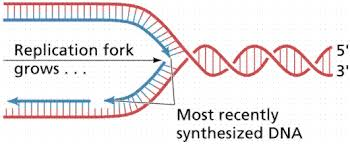 Replication fork
grows . . .
5'
3'
Most recently
synthesized DNA